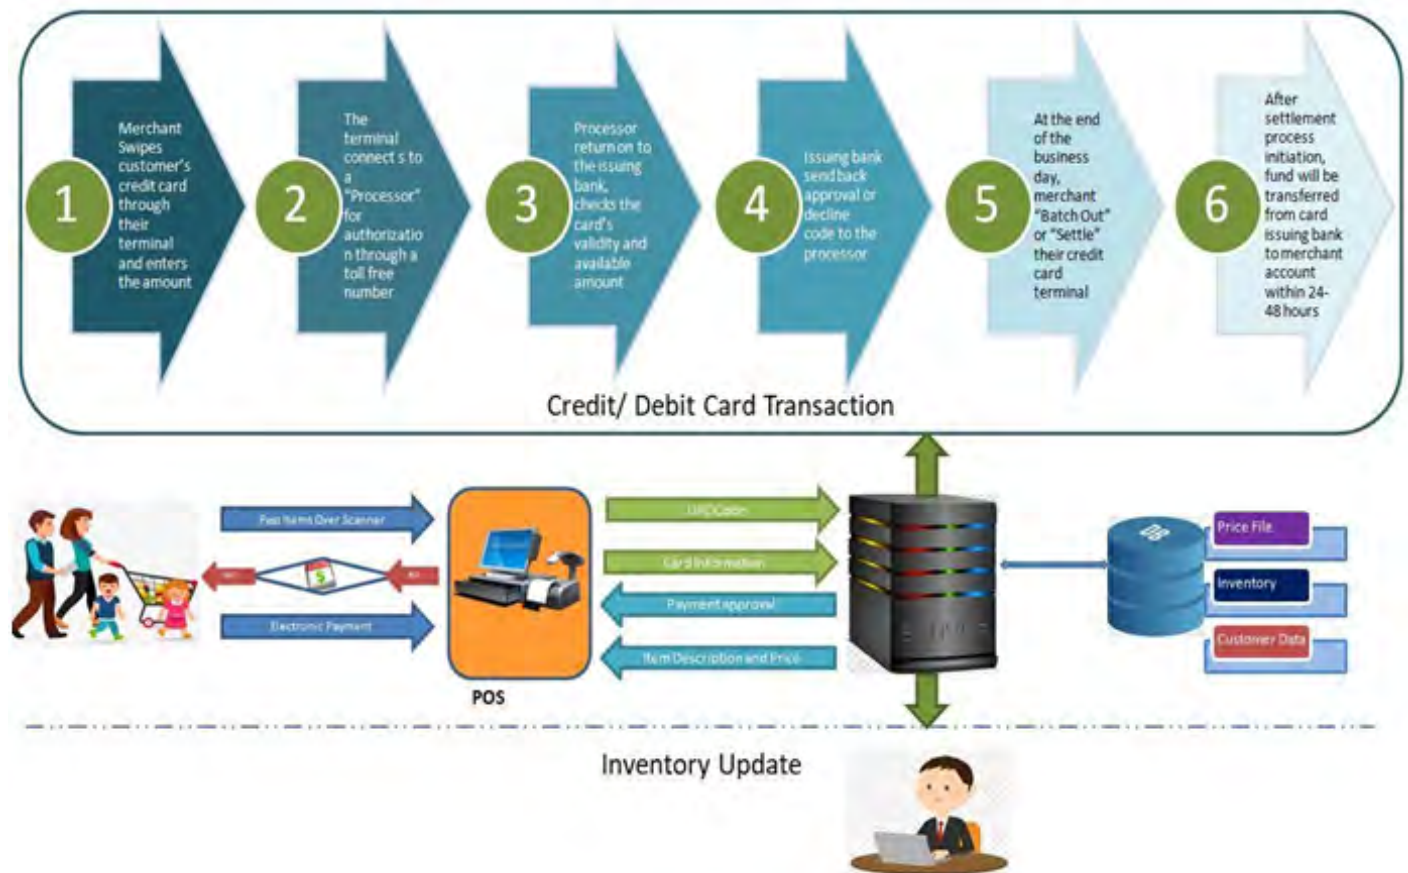 1
Merchant
Swipes
customer's
credit card
through
their
terminal
and enters
the amount
2
The
terminal
connect s to
a
"Processor"
for
authorizatio
n through a
toll free
number
3
Processor
return on to
the issuing
bank,
checks the
card's
validity and
available
amount
4
Issuing bank
send back
approval or
decline
code to the
processor
5
At the end
of the
business
day,
merchant
"Batch Out"
or "Settle"
their credit
card
terminal
6
After
settlement
process
initiation,
fund will be
transferred
from card
issuing bank
to merchant
account
within 24-
48 hours
Credit/ Debit Card Transaction
Items Over Scanner
Electronic Payment
POS
Card Information
Payment approval
Item Description and Price
Price File
Inventory
Customer Data
Inventory Update